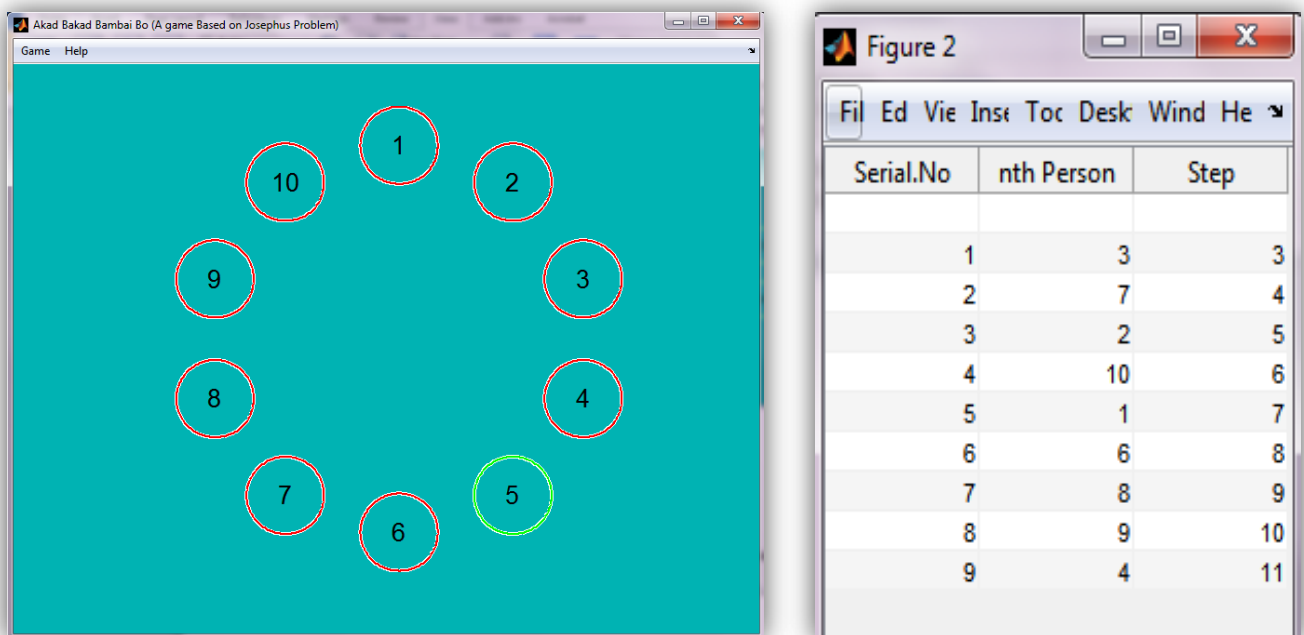 Akad Bakad Bambai Bo (A game Based on Josephus Problem)
Game Help
1
10
2
9
3
8
4
7
5
6
Figure 2
Fil Ed Vie Inse Toc Desk Wind He
Serial.No nth Person Step
1 3 3
2 7 4
3 2 5
4 10 6
5 1 7
6 6 8
7 8 9
8 9 10
9 4 11